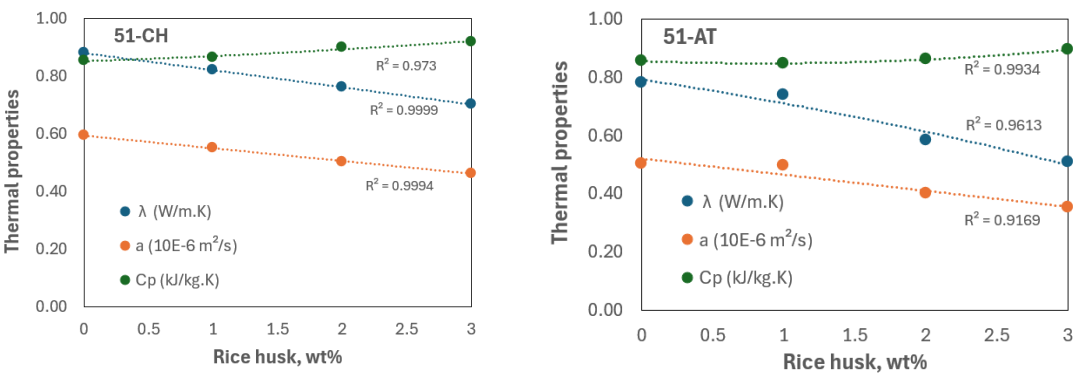 51-CH
Thermal properties
1.00
0.80
0.60
0.40
0.20
0.00
R² = 0.973
R² = 0.9999
R² = 0.9994
λ (W/m.K)
a (10E-6 m²/s)
Cp (kJ/kg.K)
0 0.5 1 1.5 2 2.5 3
Rice husk, wt%
51-AT
Thermal properties
1.00
0.80
0.60
0.40
0.20
0.00
R² = 0.9934
R² = 0.9613
R² = 0.9169
λ (W/m.K)
a (10E-6 m²/s)
Cp (kJ/kg.K)
0 0.5 1 1.5 2 2.5 3
Rice husk, wt%